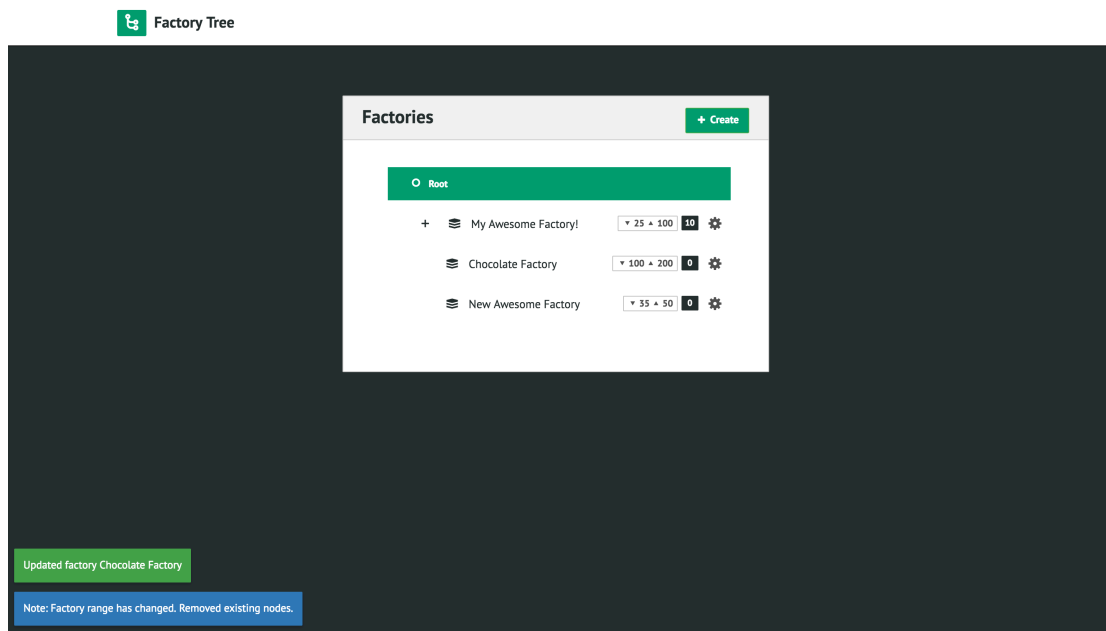 Factory Tree
Factories
+ Create
Root
+ My Awesome Factory! ▼ 25 ▲ 100 10
Chocolate Factory ▼ 100 ▲ 200 0
New Awesome Factory ▼ 35 ▲ 50 0
Updated factory Chocolate Factory
Note: Factory range has changed. Removed existing nodes.